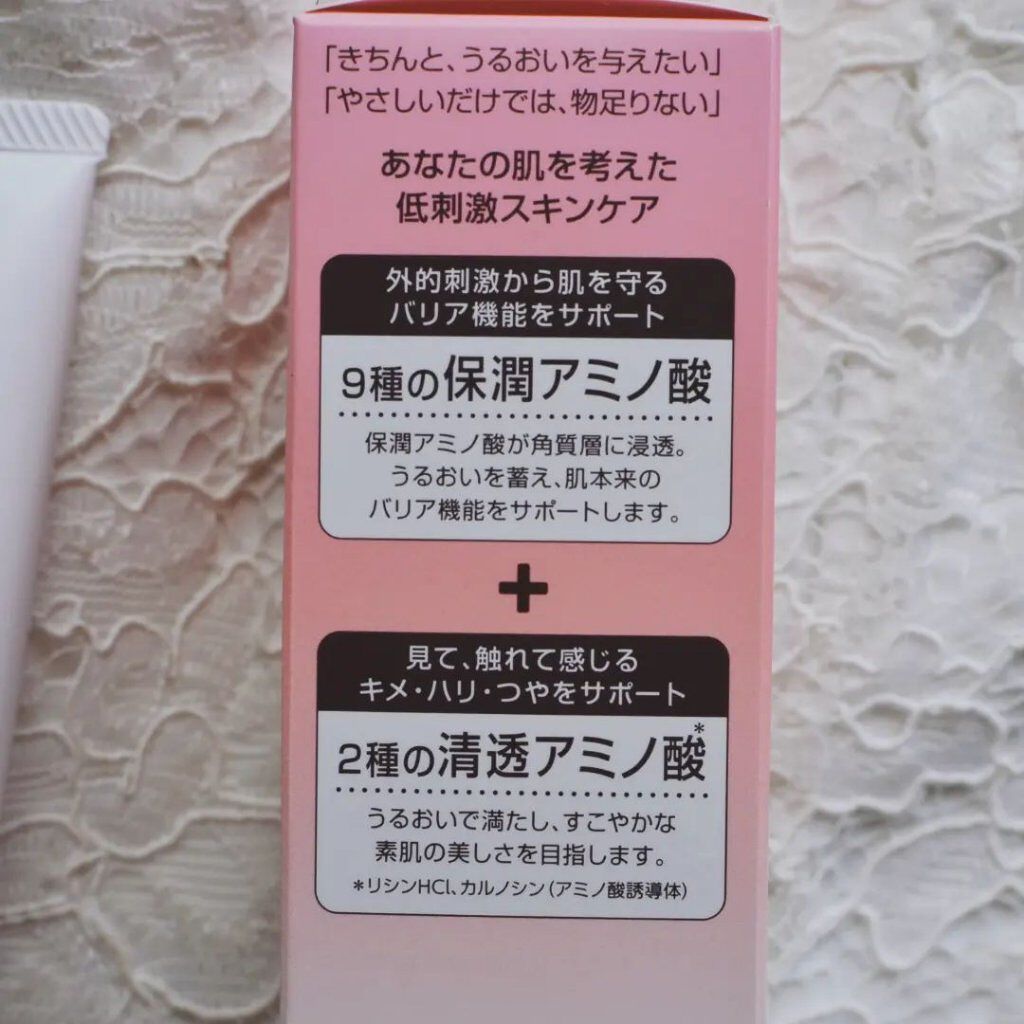 「きちんと、うるおいを与えたい」
「やさしいだけでは、物足りない」
あなたの肌を考えた
低刺激スキンケア
外的刺激から肌を守る
バリア機能をサポート
9種の保潤アミノ酸
保潤アミノ酸が角質層に浸透。
うるおいを蓄え、肌本来の
バリア機能をサポートします。
+
見て、触れて感じる
キメ・ハリ・つやをサポート
2種の清透アミノ酸*
うるおいで満たし、すこやかな
素肌の美しさを目指します。
*リシンHCl、カルノシン(アミノ酸誘導体)